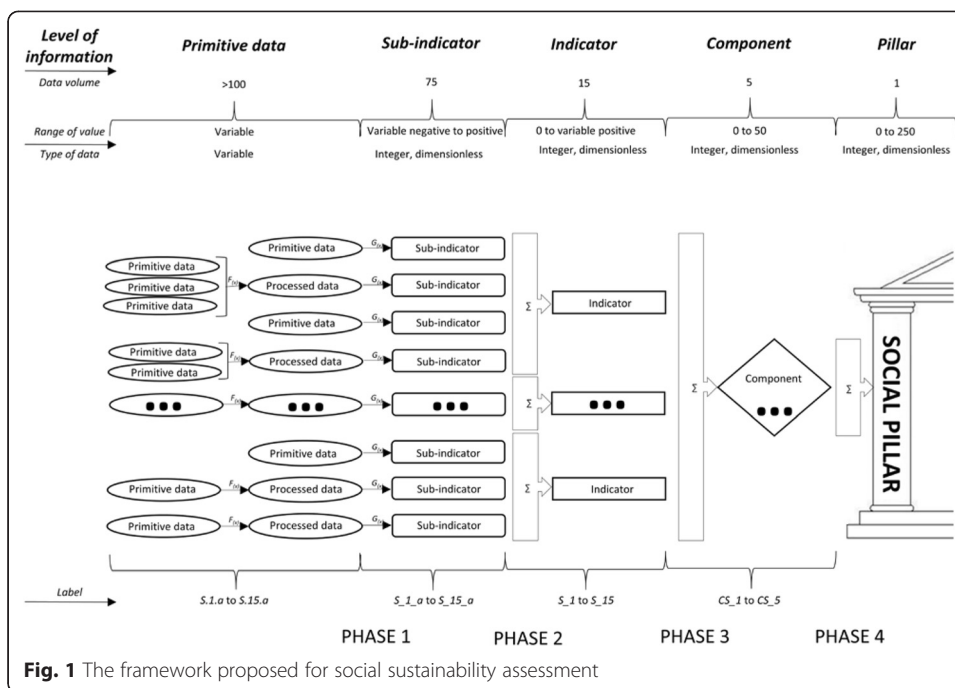 Level of information Primitive data Sub-indicator Indicator Component Pillar
Data volume >100 75 15 5 1
Range of value Variable Variable negative to positive 0 to variable positive 0 to 50 0 to 250
Type of data Variable Integer, dimensionless Integer, dimensionless Integer, dimensionless Integer, dimensionless
Primitive data G(x) Sub-indicator
Primitive data
Primitive data F(x) Processed data G(x) Sub-indicator
Primitive data
Σ Indicator
Primitive data G(x) Sub-indicator
Primitive data
Primitive data F(x) Processed data G(x) Sub-indicator
F(x) G(x) Σ
Σ Component Σ SOCIAL PILLAR
Primitive data G(x) Sub-indicator
Primitive data F(x) Processed data G(x) Sub-indicator Σ Indicator
Primitive data F(x) Processed data G(x) Sub-indicator
Label S.1.a to S.15.a S_1_a to S_15_a S_1 to S_15 CS_1 to CS_5
PHASE 1 PHASE 2 PHASE 3 PHASE 4
Fig. 1 The framework proposed for social sustainability assessment